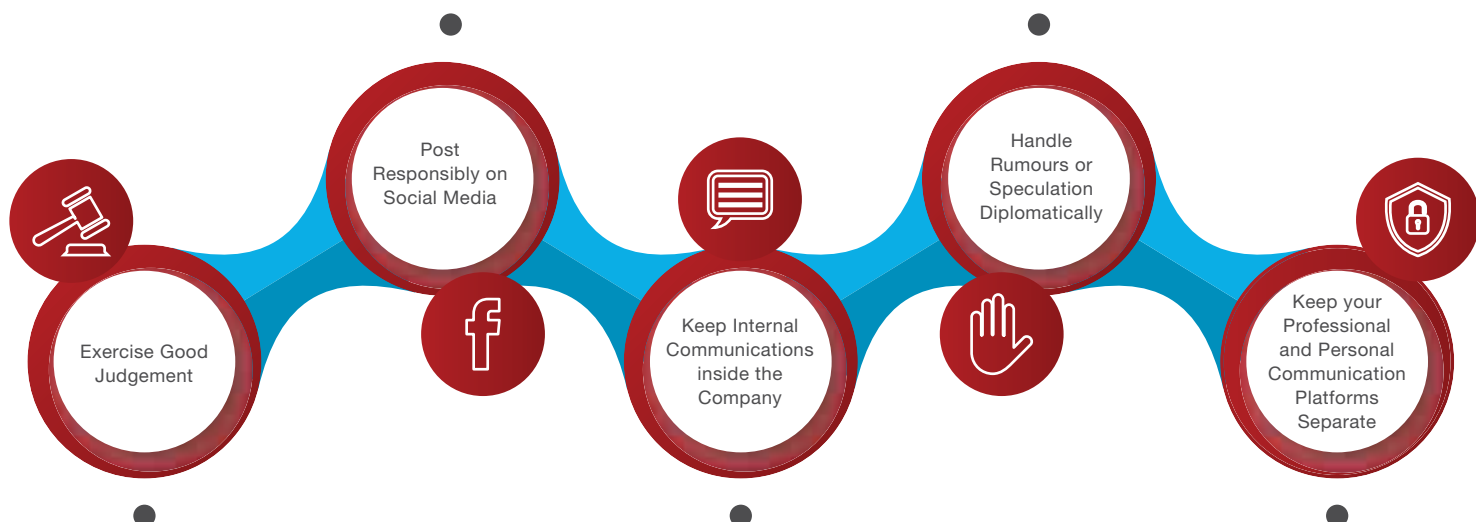 Exercise Good
Judgement
Post
Responsibly on
Social Media
Keep Internal
Communications
inside the
Company
Handle
Rumours or
Speculation
Diplomatically
Keep your
Professional
and Personal
Communication
Platforms
Separate